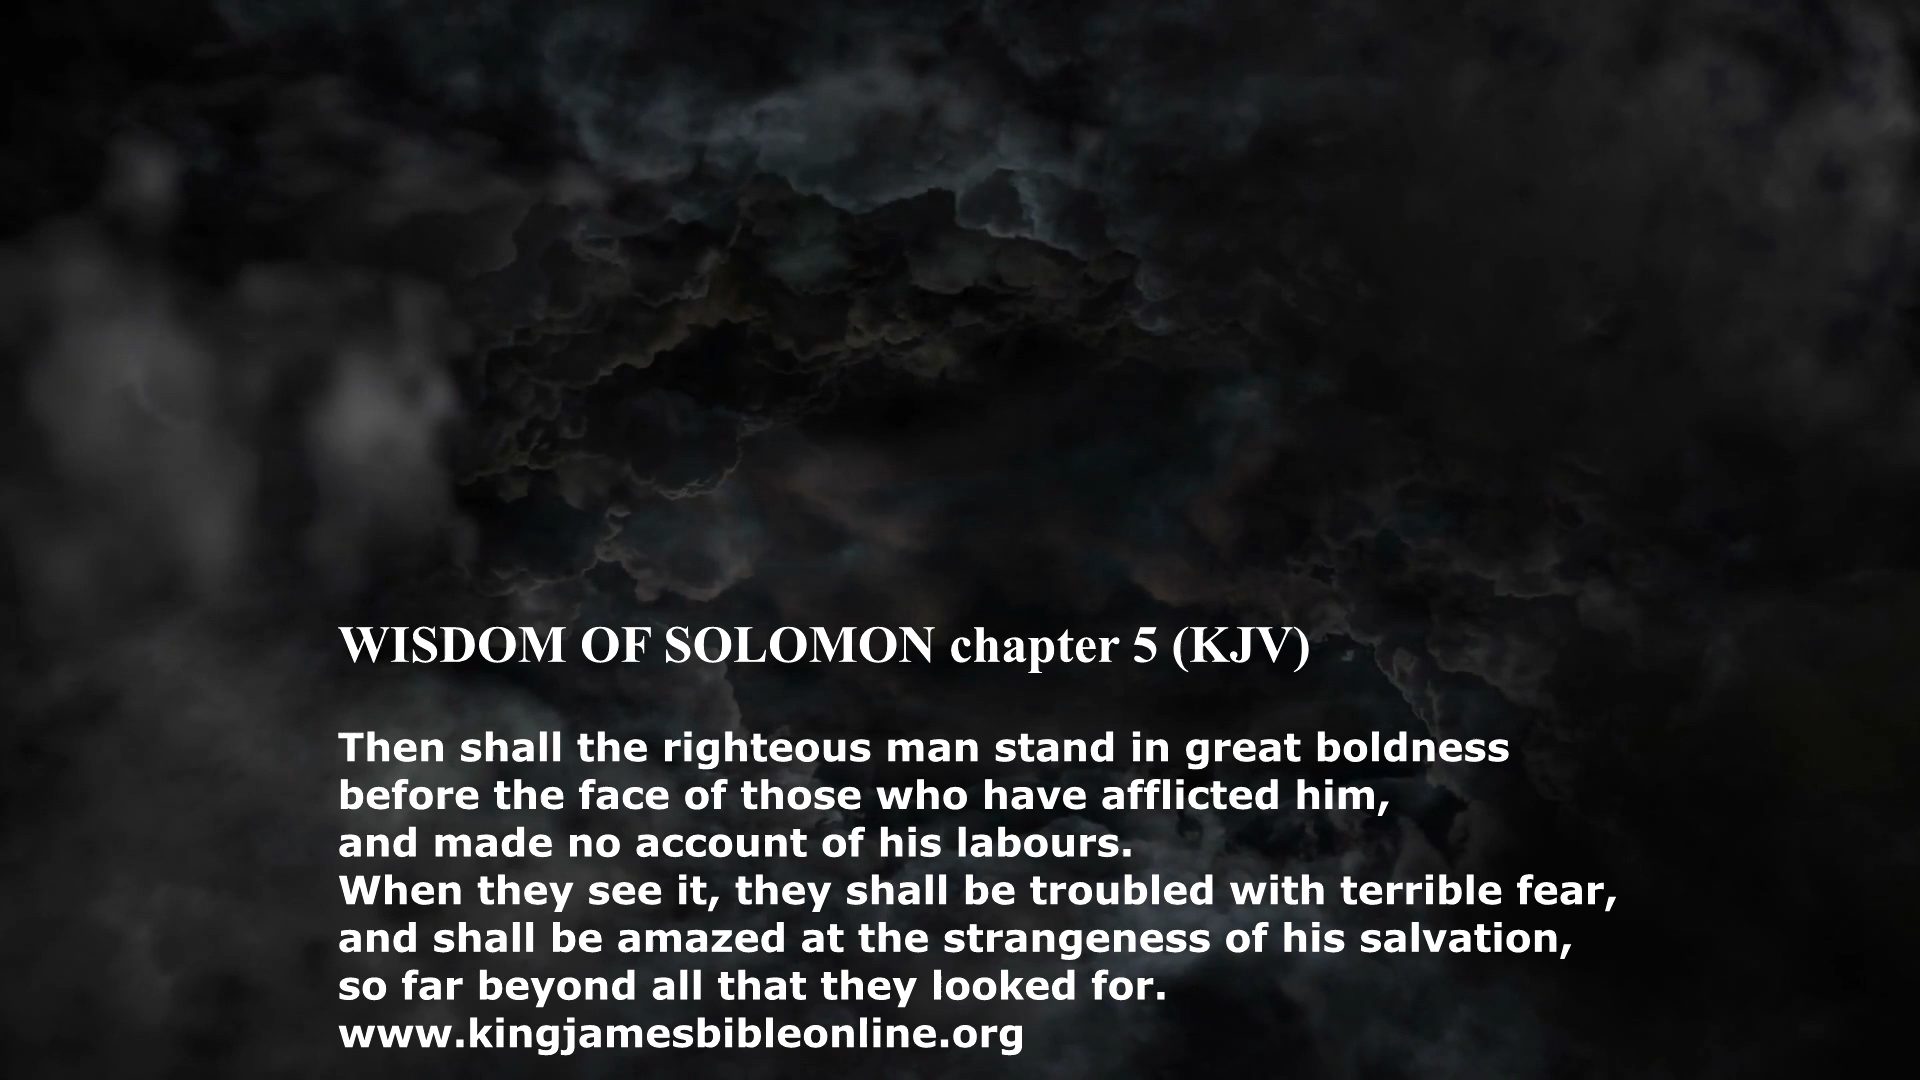 WISDOM OF SOLOMON chapter 5 (KJV)
Then shall the righteous man stand in great boldness
before the face of those who have afflicted him,
and made no account of his labours.
When they see it, they shall be troubled with terrible fear,
and shall be amazed at the strangeness of his salvation,
so far beyond all that they looked for.
www.kingjamesbibleonline.org